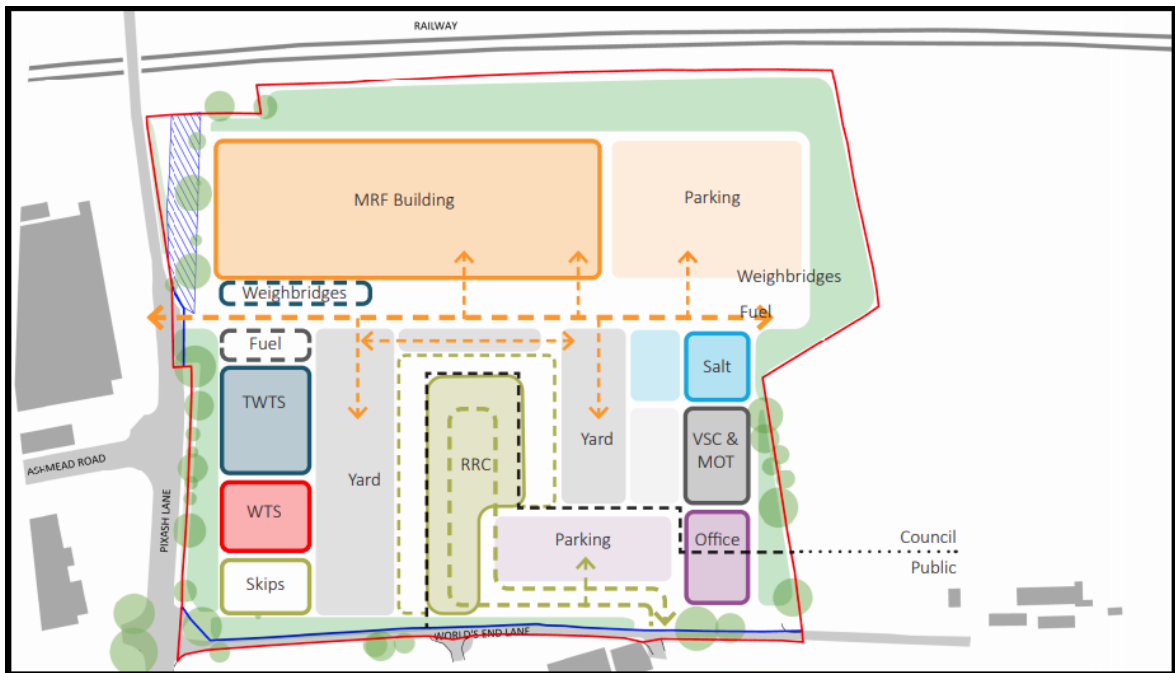 RAILWAY
MRF Building
Parking
Weighbridges
Weighbridges
Fuel
Fuel
TWTS
Salt
VSC &
MOT
Yard
RRC
Yard
ASHMEAD ROAD
PIXASH LANE
WTS
Parking
Office
Council
Public
Skips
WORLD'S END LANE